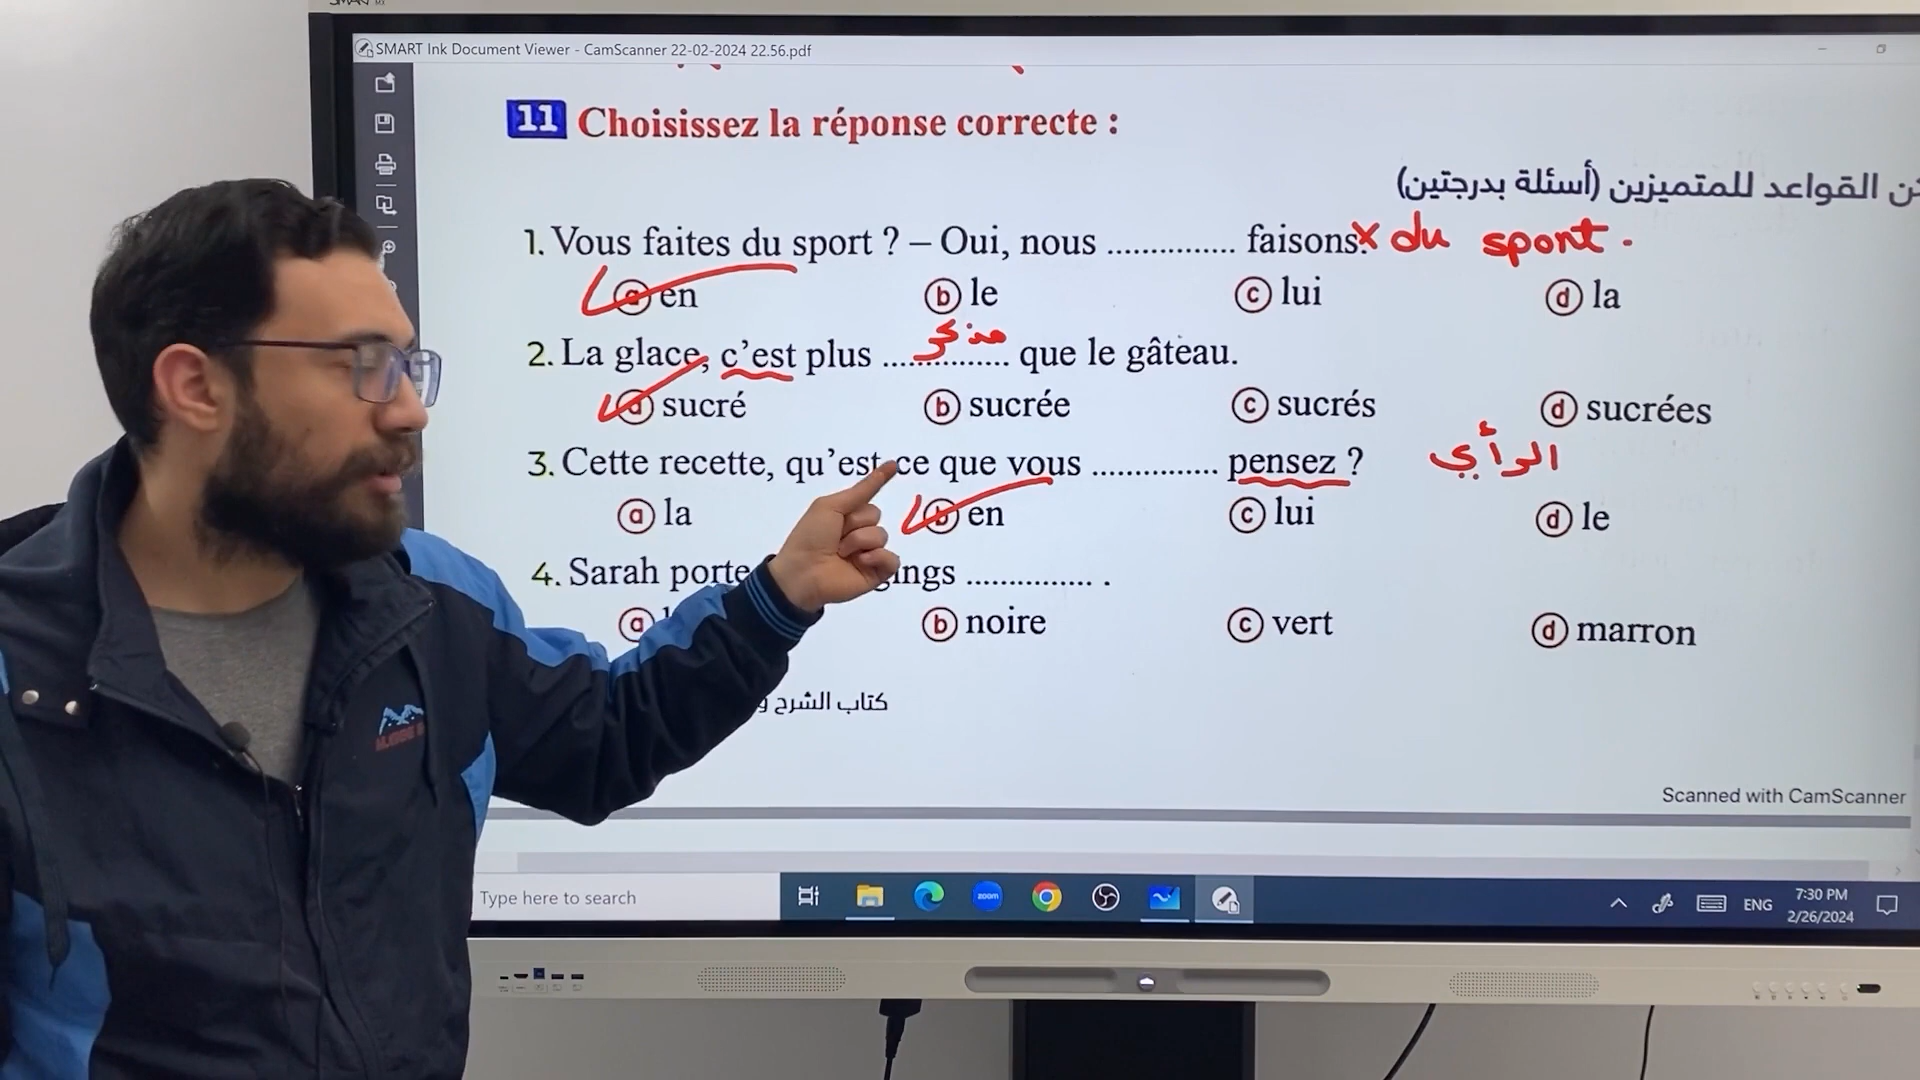 SMART Ink Document Viewer - CamScanner 22-02-2024 22.56.pdf
11 Choisissez la réponse correcte :
القواعد للمتميزين (أسئلة بدرجتين)
1. Vous faites du sport ? – Oui, nous .............. faisons. x du sport .
a en b le c lui d la
مذكر
2. La glace, c'est plus .............. que le gâteau.
a sucré b sucrée c sucrés d sucrées
3. Cette recette, qu'est-ce que vous .............. pensez ? الرأي
a la b en c lui d le
4. Sarah porte ings .............. .
a b noire c vert d marron
كتاب الشرح و
Scanned with CamScanner
Type here to search
zoom
ENG 7:30 PM
2/26/2024